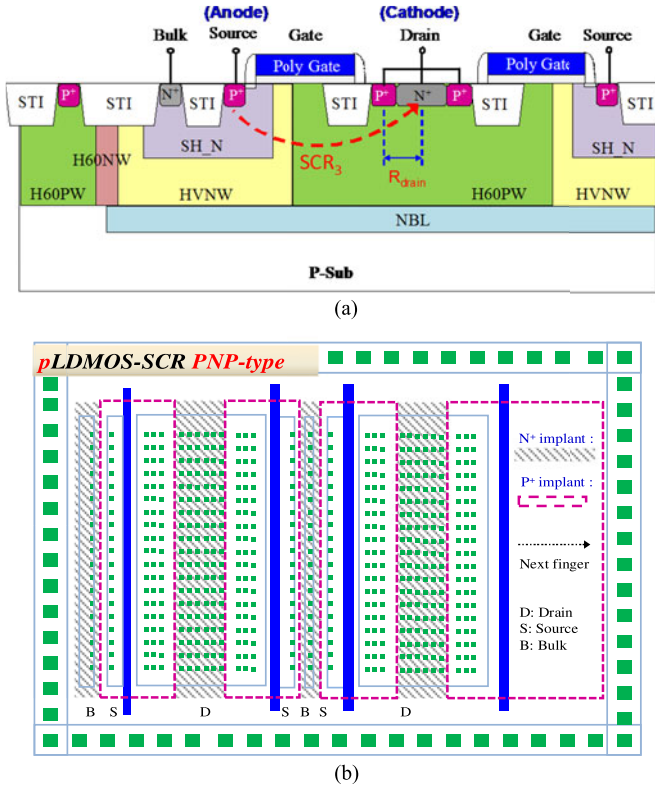 (Anode) (Cathode)
Bulk Source Gate Drain Gate Source
Poly Gate Poly Gate
STI P⁺ STI N⁺ STI P⁺ STI P⁺ N⁺ P⁺ STI P⁺ STI
H60NW SH_N SCR₃ R_drain SH_N
H60PW HVNW H60PW HVNW
NBL
P-Sub
(a)
pLDMOS-SCR PNP-type
N⁺ implant :
P⁺ implant :
Next finger
D: Drain
S: Source
B: Bulk
B S D S B S D
(b)